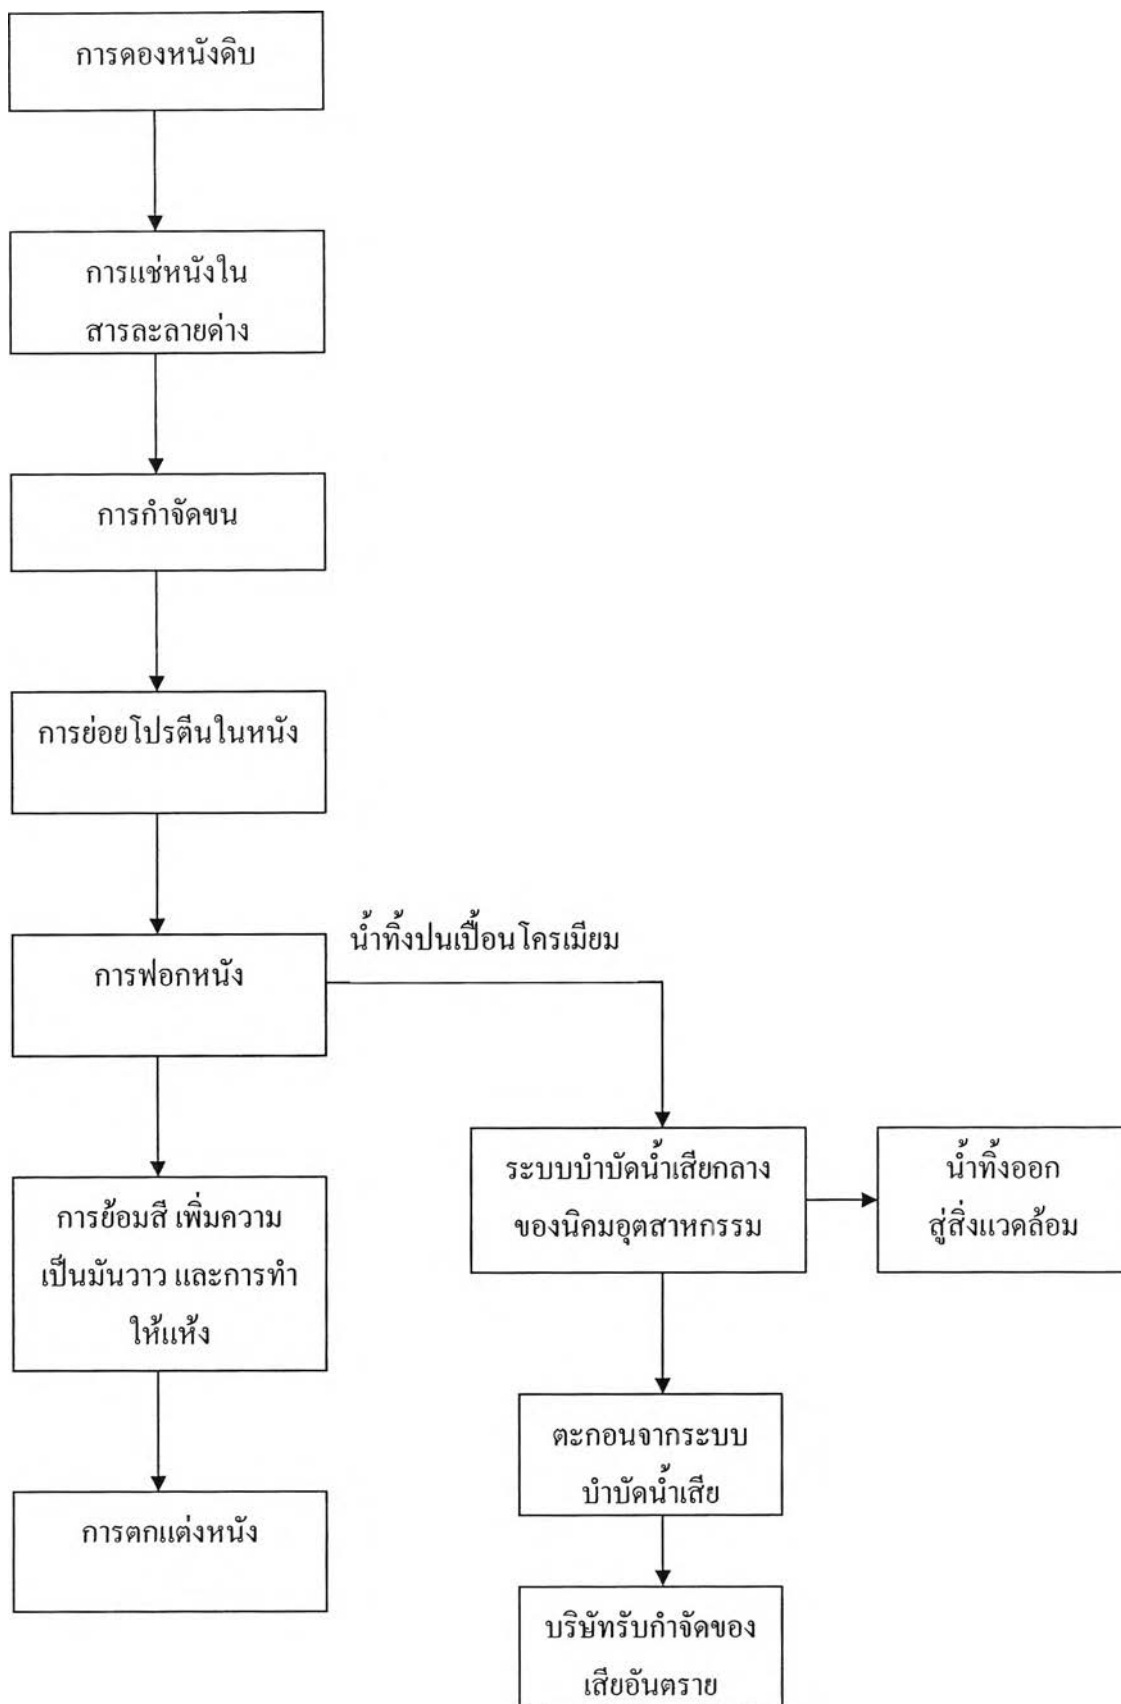 การดองหนังดิบ
การแช่หนังใน
สารละลายด่าง
การกำจัดขน
การย่อยโปรตีนในหนัง
น้ำทิ้งปนเปื้อนโครเมียม
การฟอกหนัง
ระบบบำบัดน้ำเสียกลาง
ของนิคมอุตสาหกรรม
น้ำทิ้งออก
สู่สิ่งแวดล้อม
การย้อมสี เพิ่มความ
เป็นมันวาว และการทำ
ให้แห้ง
ตะกอนจากระบบ
บำบัดน้ำเสีย
การตกแต่งหนัง
บริษัทรับกำจัดของ
เสียอันตราย